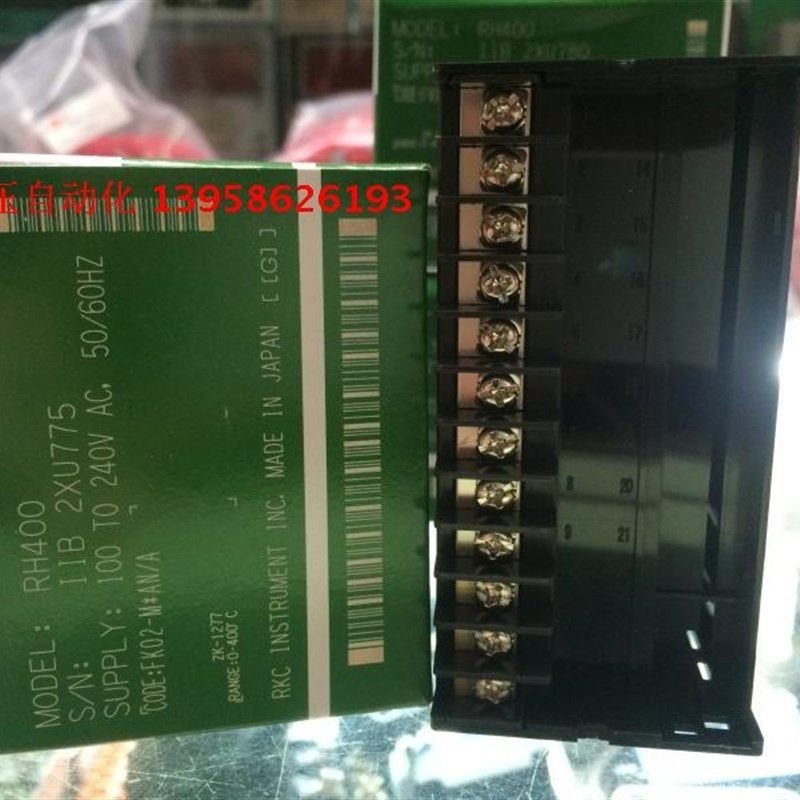 MODEL: RH400
S/N: IIB 2XU780
自动化 13958626193
MODEL: RH400
S/N: IIB 2XU775
SUPPLY: 100 TO 240V AC, 50/60HZ
CODE:FK02-M*AN/A
ZK-1277
RANGE:0-400°C
RKC INSTRUMENT INC. MADE IN JAPAN [ [G] ]
14
15
4 16
17
8 20
9 21